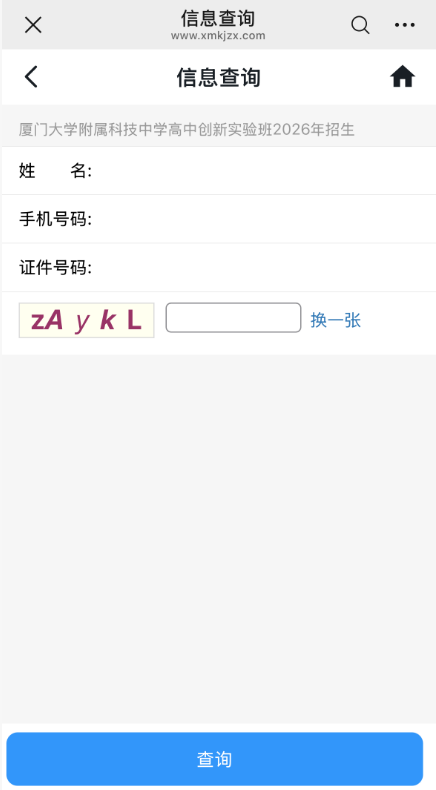 信息查询
www.xmkjzx.com
信息查询
厦门大学附属科技中学高中创新实验班2026年招生
姓　　名:
手机号码:
证件号码:
zAykL 换一张
查询